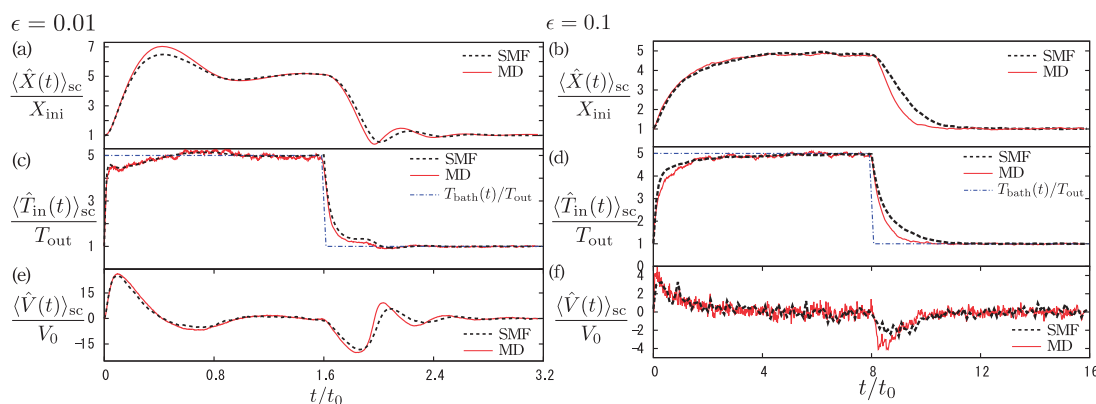 ϵ = 0.01
(a)
⟨X̂(t)⟩sc
Xini
7
5
3
1
SMF
MD
(c)
⟨T̂in(t)⟩sc
Tout
5
3
1
SMF
MD
Tbath(t)/Tout
(e)
⟨V̂(t)⟩sc
V0
15
0
−15
SMF
MD
0 0.8 1.6 2.4 3.2
t/t0
ϵ = 0.1
(b)
⟨X̂(t)⟩sc
Xini
5
4
3
2
1
0
SMF
MD
(d)
⟨T̂in(t)⟩sc
Tout
5
4
3
2
1
0
SMF
MD
Tbath(t)/Tout
(f)
⟨V̂(t)⟩sc
V0
4
2
0
-2
-4
SMF
MD
0 4 8 12 16
t/t0